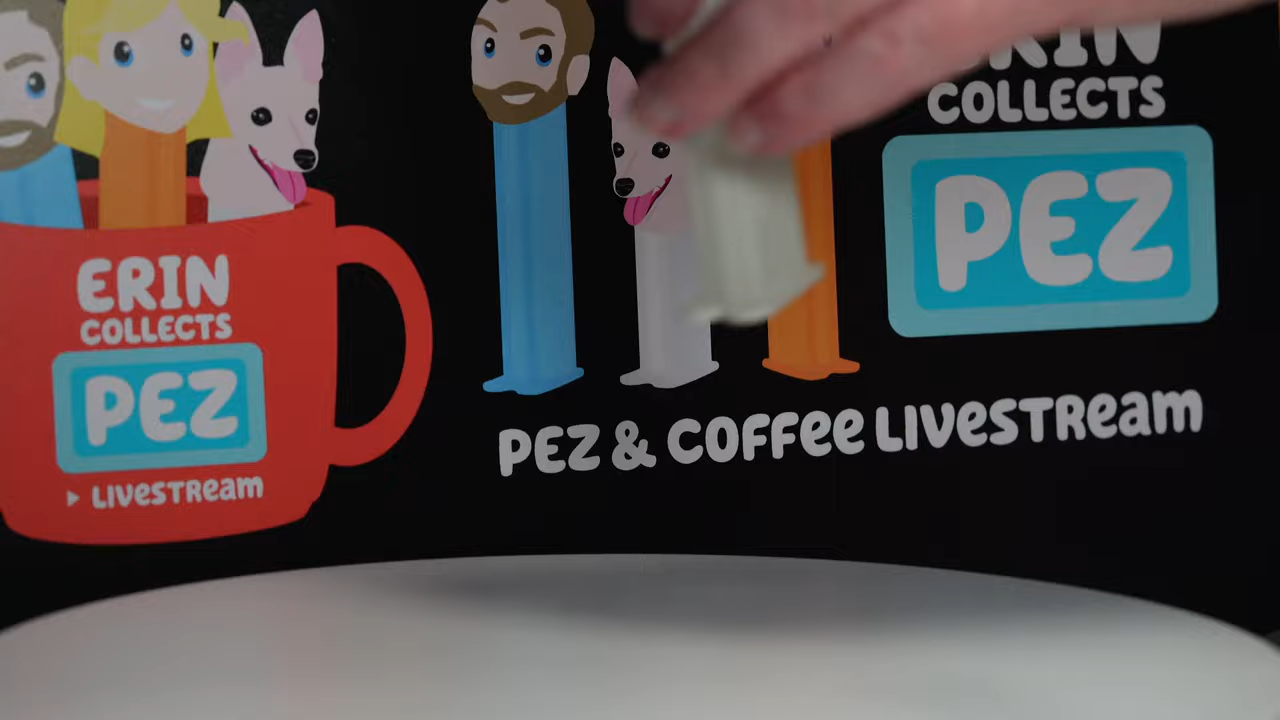 ERIN
COLLECTS
PEZ
LIVESTREAM
COLLECTS
PEZ
PEZ & COFFee LIVESTReam